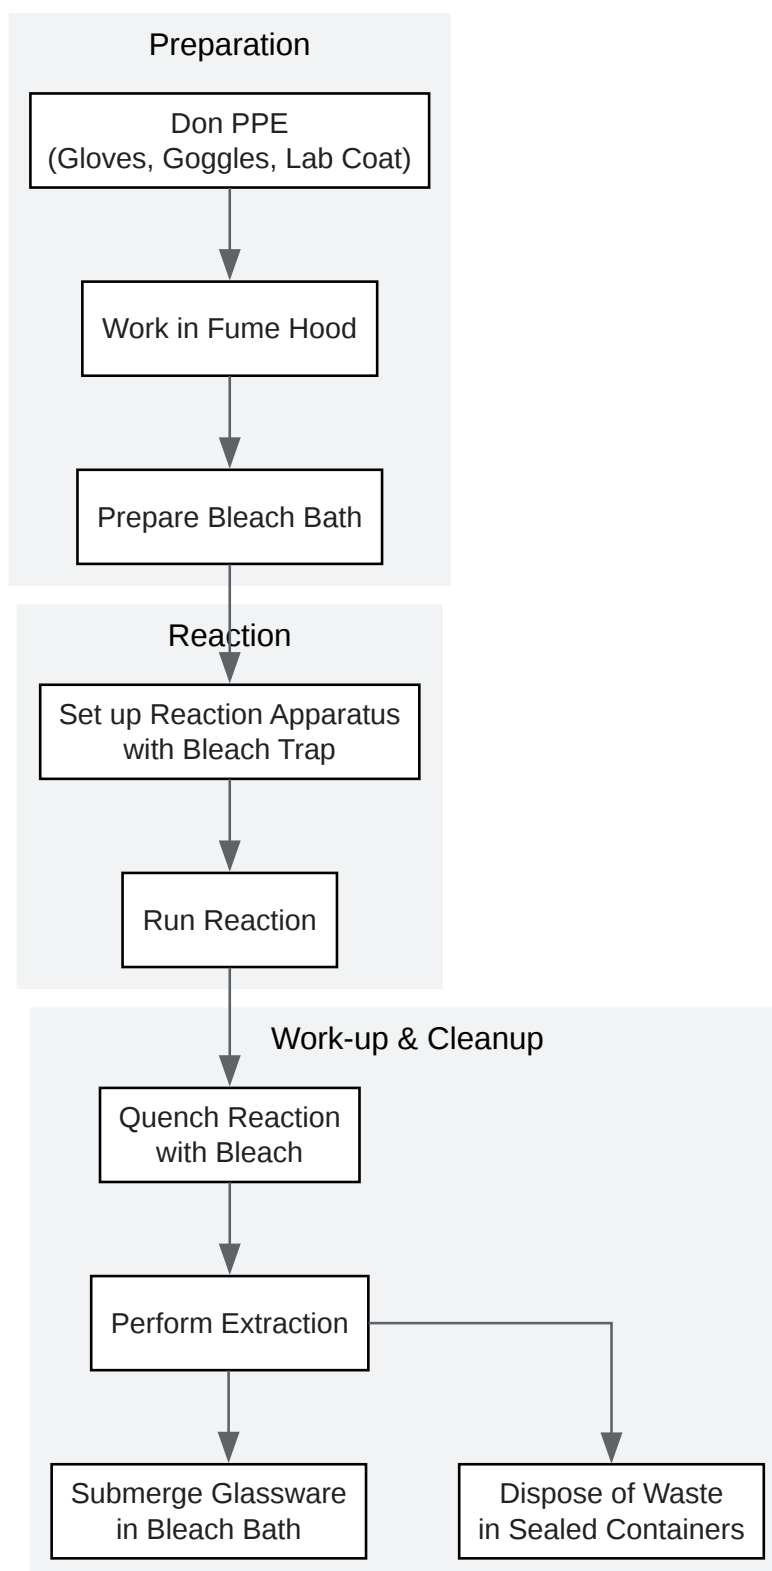 Preparation
Don PPE
(Gloves, Goggles, Lab Coat)
Work in Fume Hood
Prepare Bleach Bath
Reaction
Set up Reaction Apparatus
with Bleach Trap
Run Reaction
Work-up & Cleanup
Quench Reaction
with Bleach
Perform Extraction
Submerge Glassware
in Bleach Bath
Dispose of Waste
in Sealed Containers